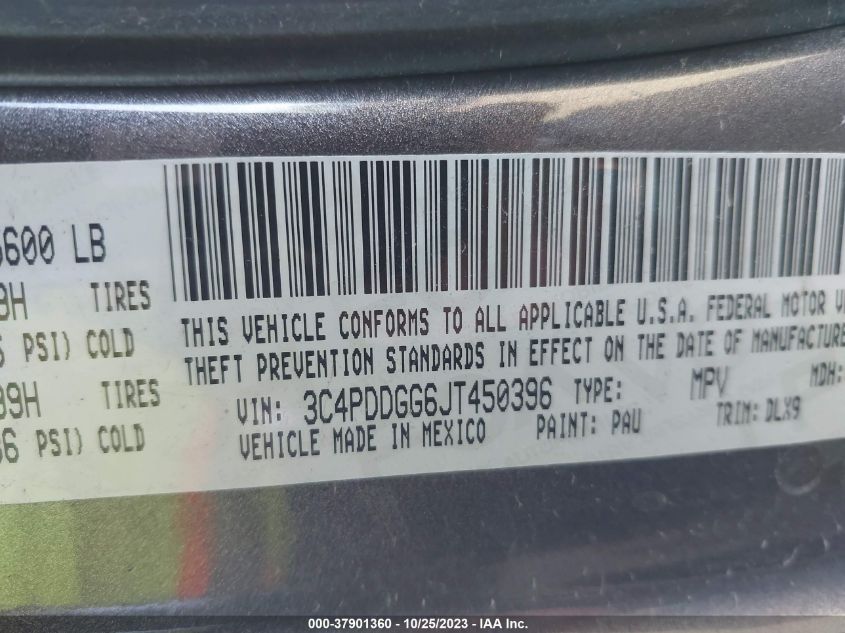 600 LB
TIRES
PSI) COLD
TIRES
PSI) COLD
THIS VEHICLE CONFORMS TO ALL APPLICABLE U.S.A. FEDERAL MOTOR
THEFT PREVENTION STANDARDS IN EFFECT ON THE DATE OF MANUFACTURE
VIN: 3C4PDDGG6JT450396 TYPE: MPV MDH:
VEHICLE MADE IN MEXICO PAINT: PAU TRIM: DLX9
000-37901360 - 10/25/2023 - IAA Inc.